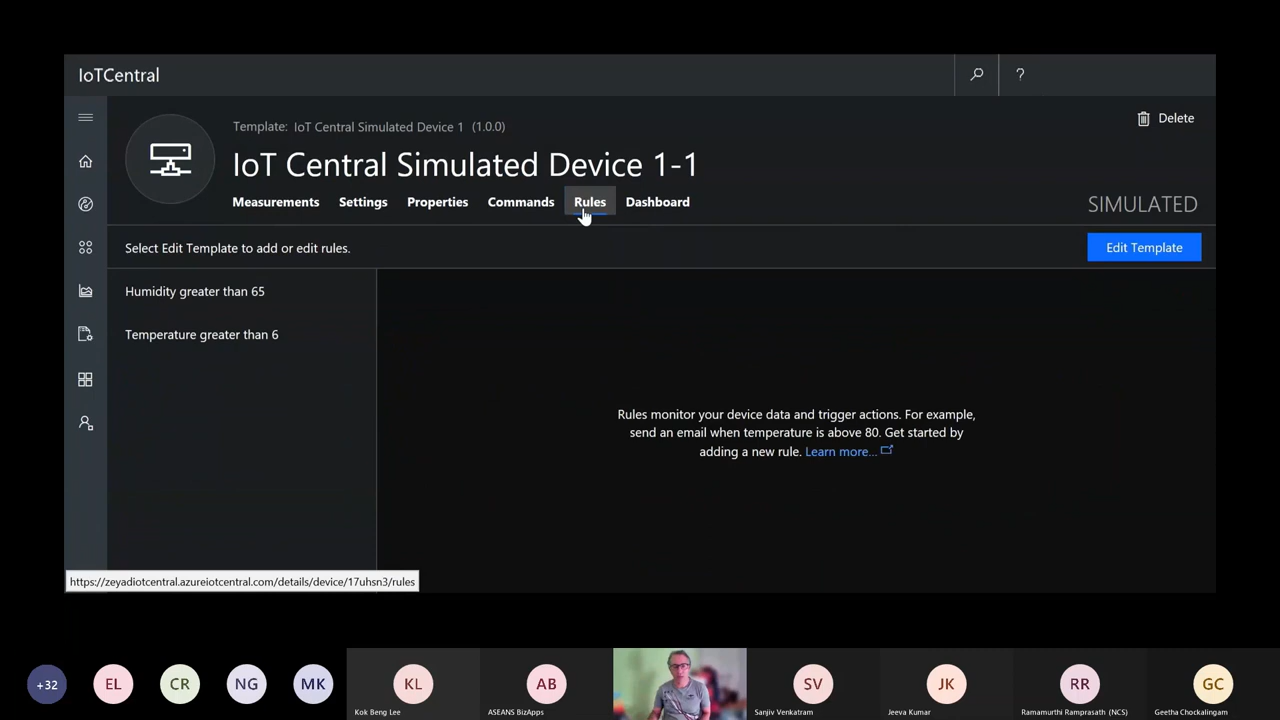 IoTCentral
?
Template: IoT Central Simulated Device 1 (1.0.0)
Delete
IoT Central Simulated Device 1-1
Measurements Settings Properties Commands Rules Dashboard
SIMULATED
Select Edit Template to add or edit rules.
Edit Template
Humidity greater than 65
Temperature greater than 6
Rules monitor your device data and trigger actions. For example,
send an email when temperature is above 80. Get started by
adding a new rule. Learn more...
https://zeyadiotcentral.azureiotcentral.com/details/device/17uhsn3/rules
+32 EL CR NG MK KL AB SV JK RR GC
Kok Beng Lee ASEANS BizApps Sanjiv Venkatram Jeeva Kumar Ramamurthi Ramprasath (NCS) Geetha Chockalingam